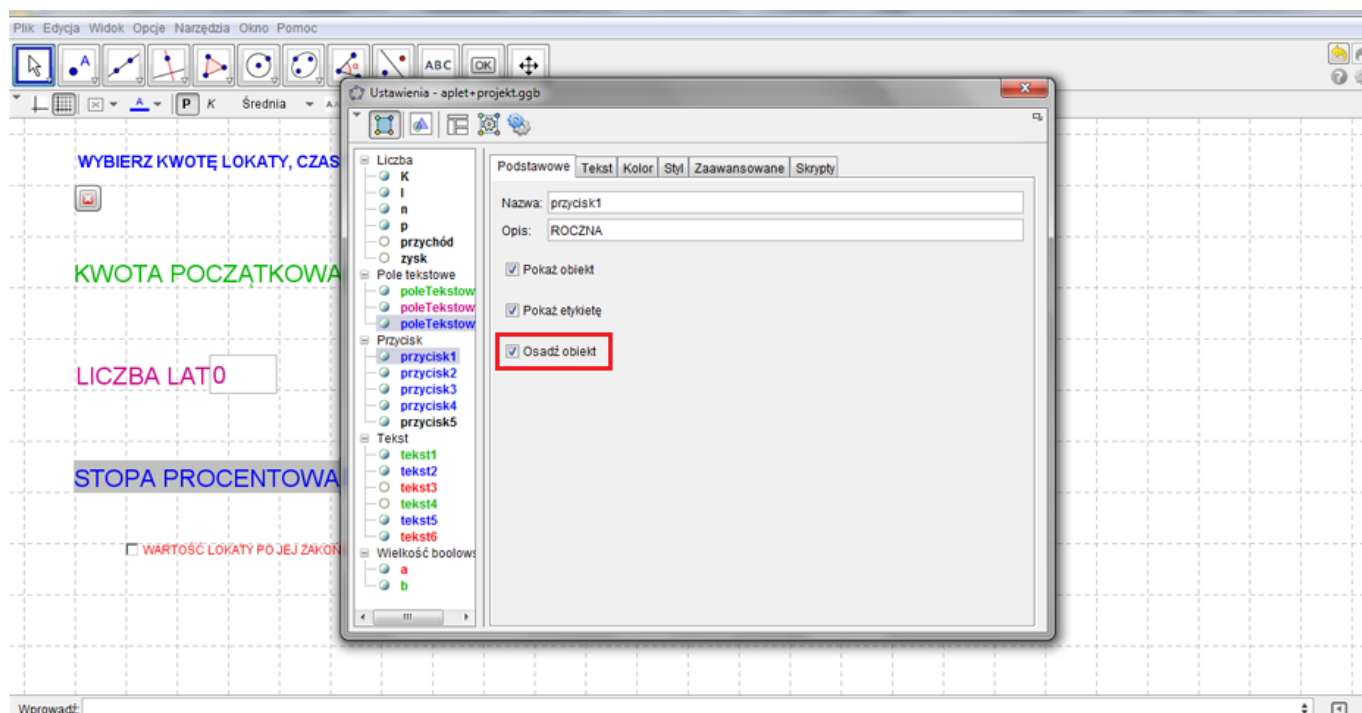 Plik Edycja Widok Opcje Narzędzia Okno Pomoc
A
ABC
OK
P K Średnia
WYBIERZ KWOTĘ LOKATY, CZAS
KWOTA POCZĄTKOWA
LICZBA LAT 0
STOPA PROCENTOWA
WARTOŚĆ LOKATY PO JEJ ZAKOŃ
Ustawienia - aplet+projekt.ggb
Liczba
K
l
n
p
przychód
zysk
Pole tekstowe
poleTekstow
poleTekstow
poleTekstow
Przycisk
przycisk1
przycisk2
przycisk3
przycisk4
przycisk5
Tekst
tekst1
tekst2
tekst3
tekst4
tekst5
tekst6
Wielkość boolows
a
b
Podstawowe Tekst Kolor Styl Zaawansowane Skrypty
Nazwa: przycisk1
Opis: ROCZNA
Pokaż obiekt
Pokaż etykietę
Osadź obiekt
Wprowadź: